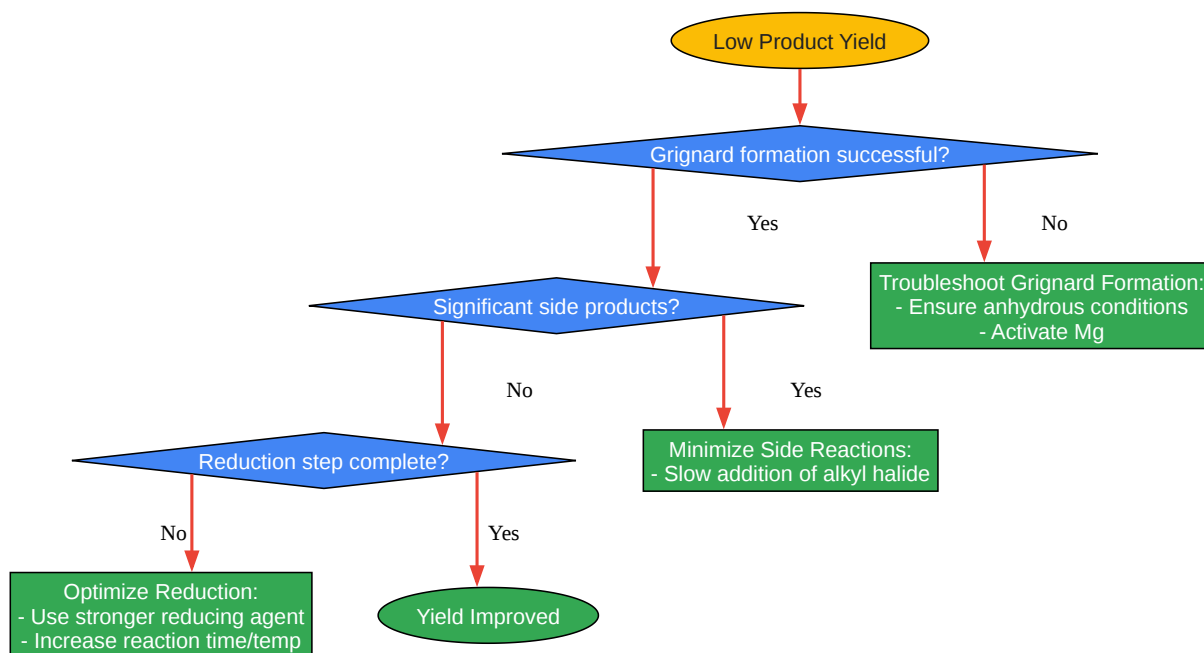 Low Product Yield
Grignard formation successful?
Yes
No
Troubleshoot Grignard Formation:
- Ensure anhydrous conditions
- Activate Mg
Significant side products?
No
Yes
Minimize Side Reactions:
- Slow addition of alkyl halide
Reduction step complete?
No
Yes
Optimize Reduction:
- Use stronger reducing agent
- Increase reaction time/temp
Yield Improved